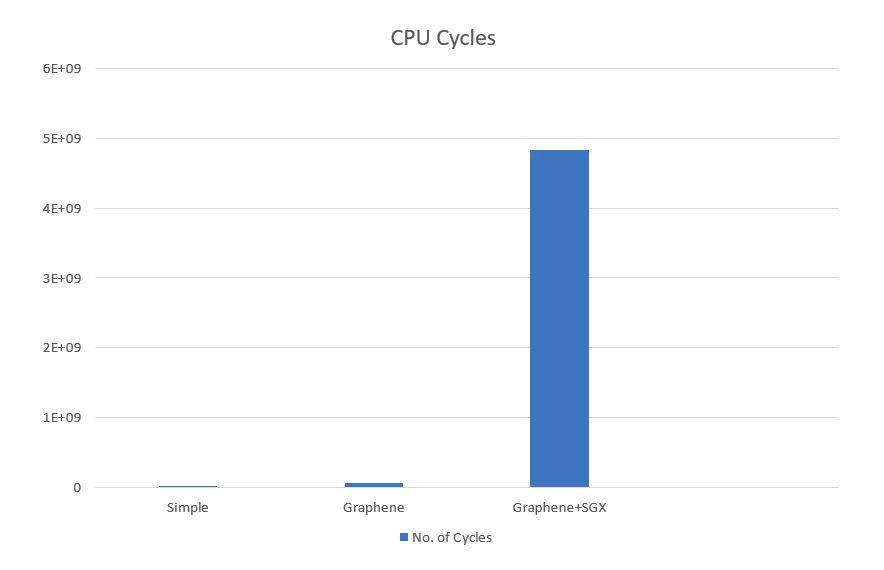 CPU Cycles
6E+09
5E+09
4E+09
3E+09
2E+09
1E+09
0
Simple Graphene Graphene+SGX
No. of Cycles